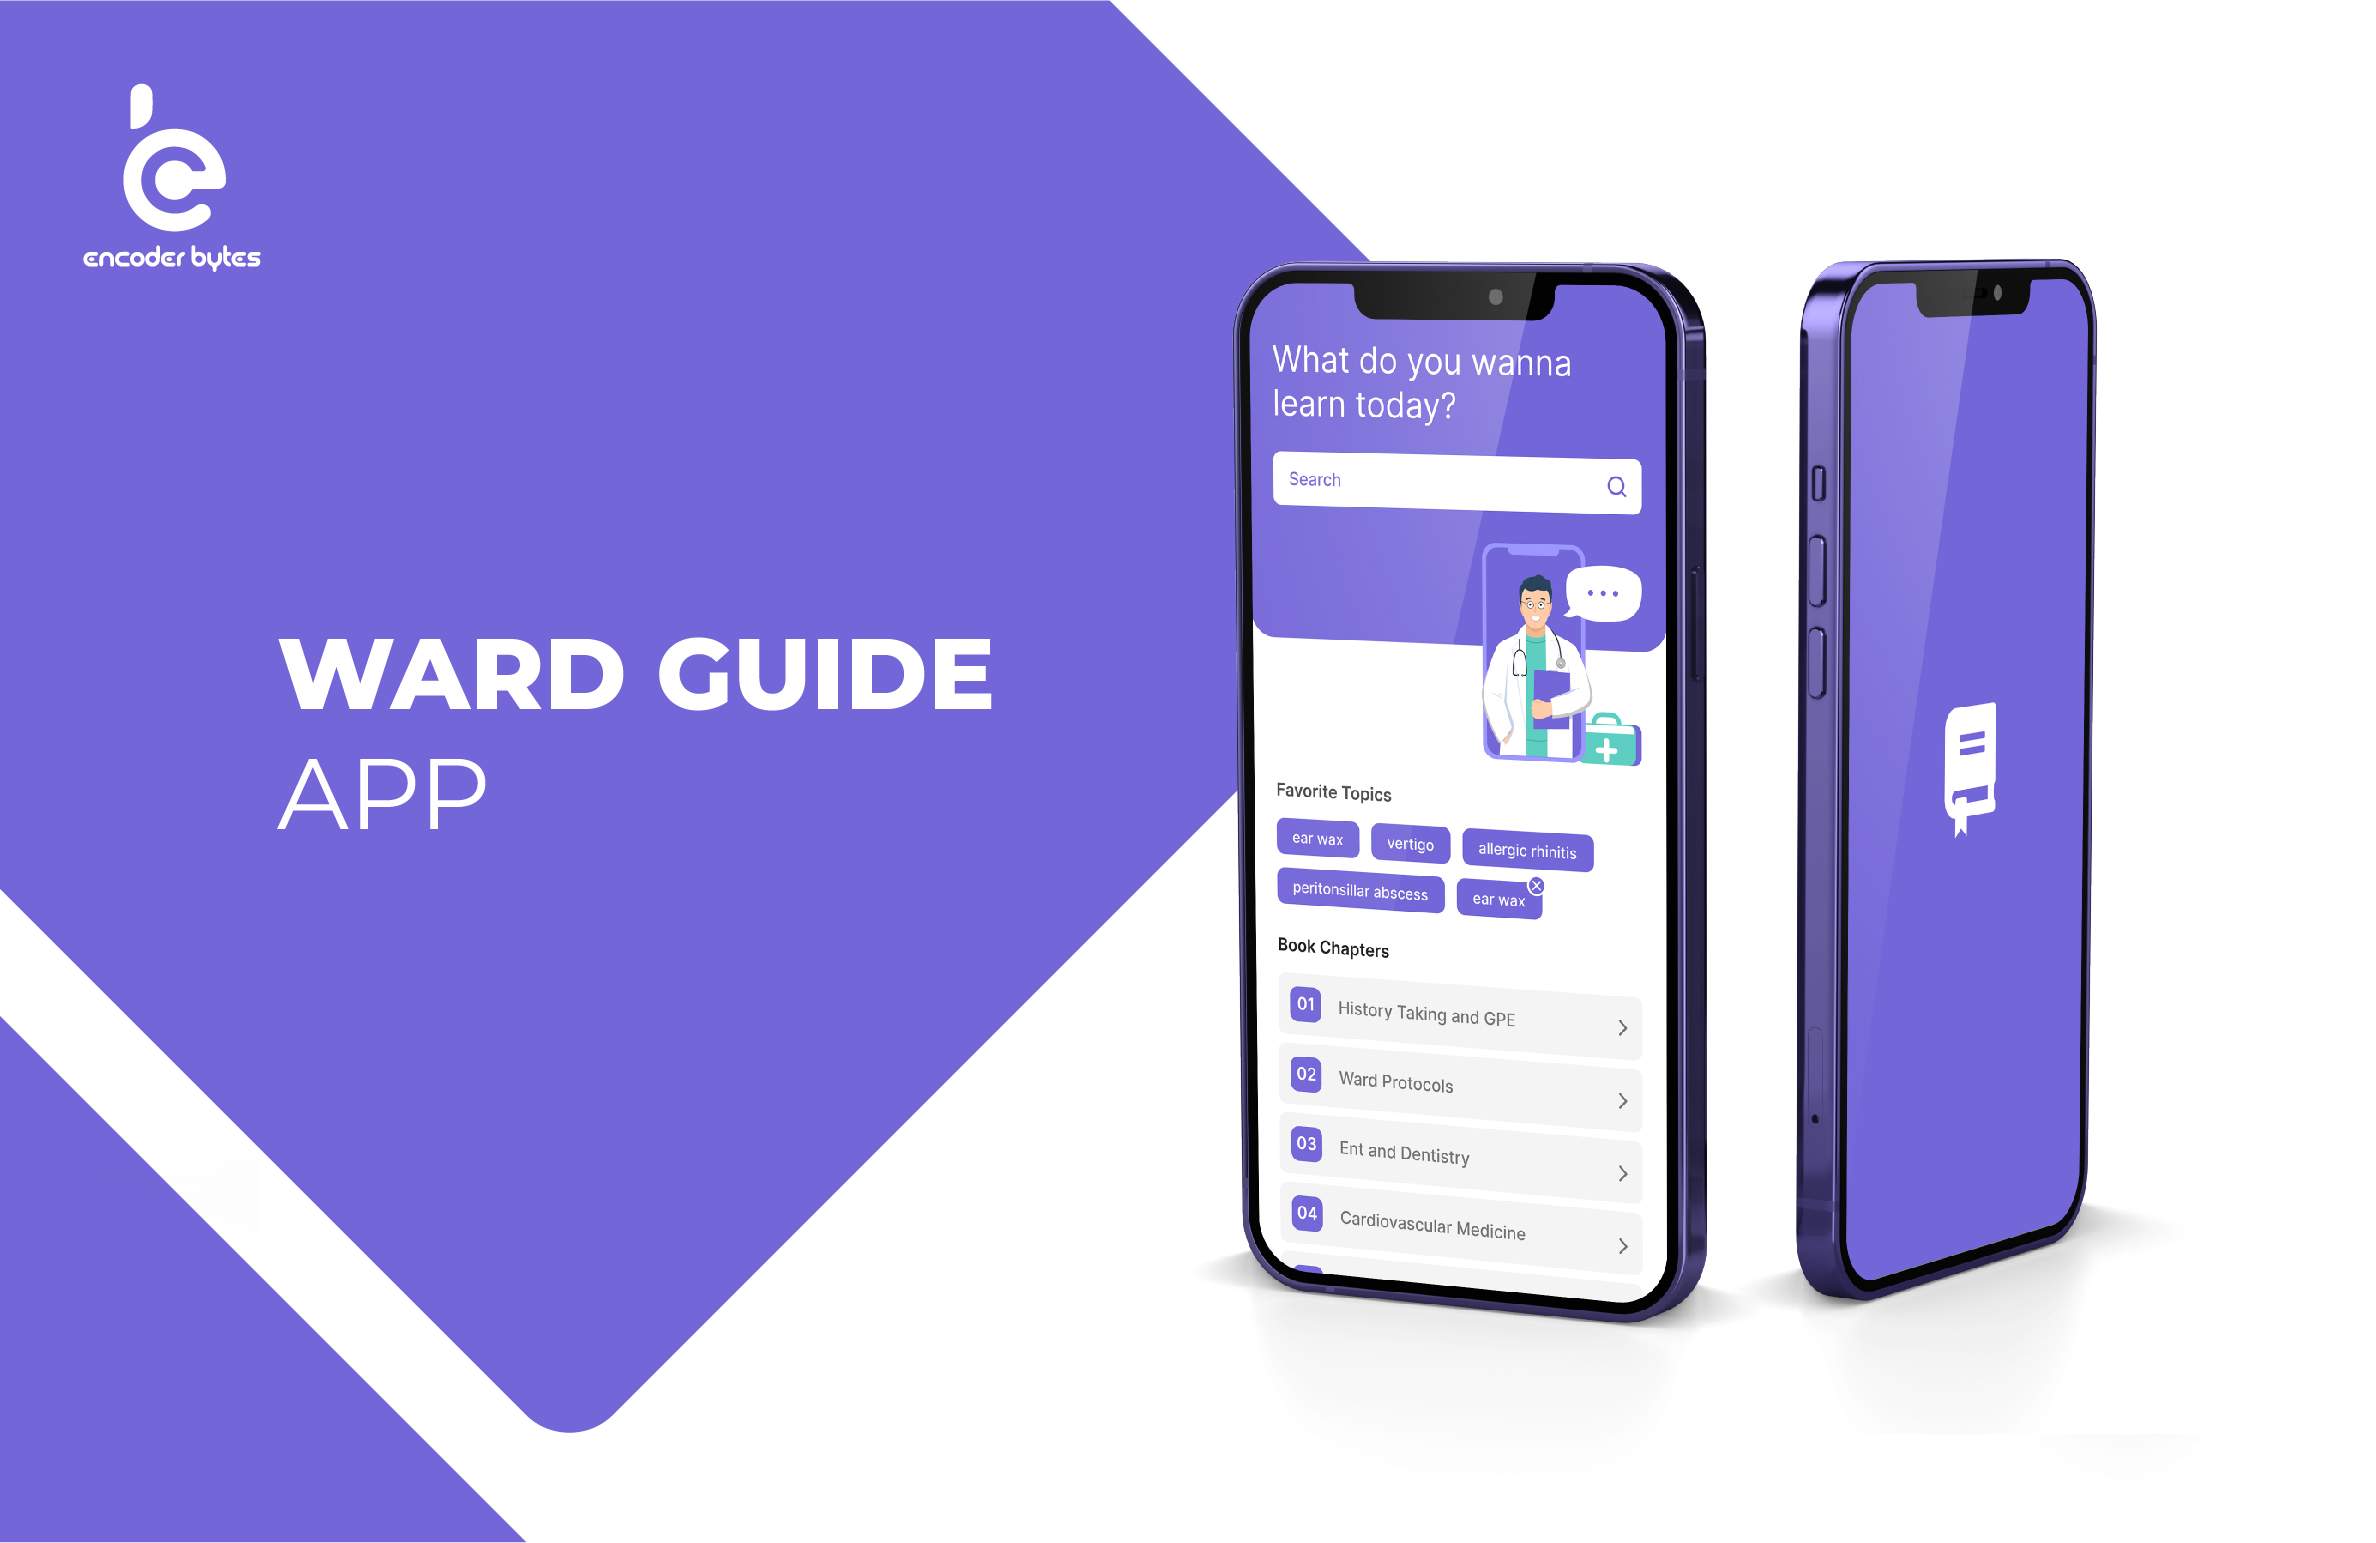 encoder bytes
WARD GUIDE
APP
What do you wanna
learn today?
Search
Favorite Topics
ear wax
vertigo
allergic rhinitis
peritonsillar abscess
ear wax
Book Chapters
01 History Taking and GPE
02 Ward Protocols
03 Ent and Dentistry
04 Cardiovascular Medicine